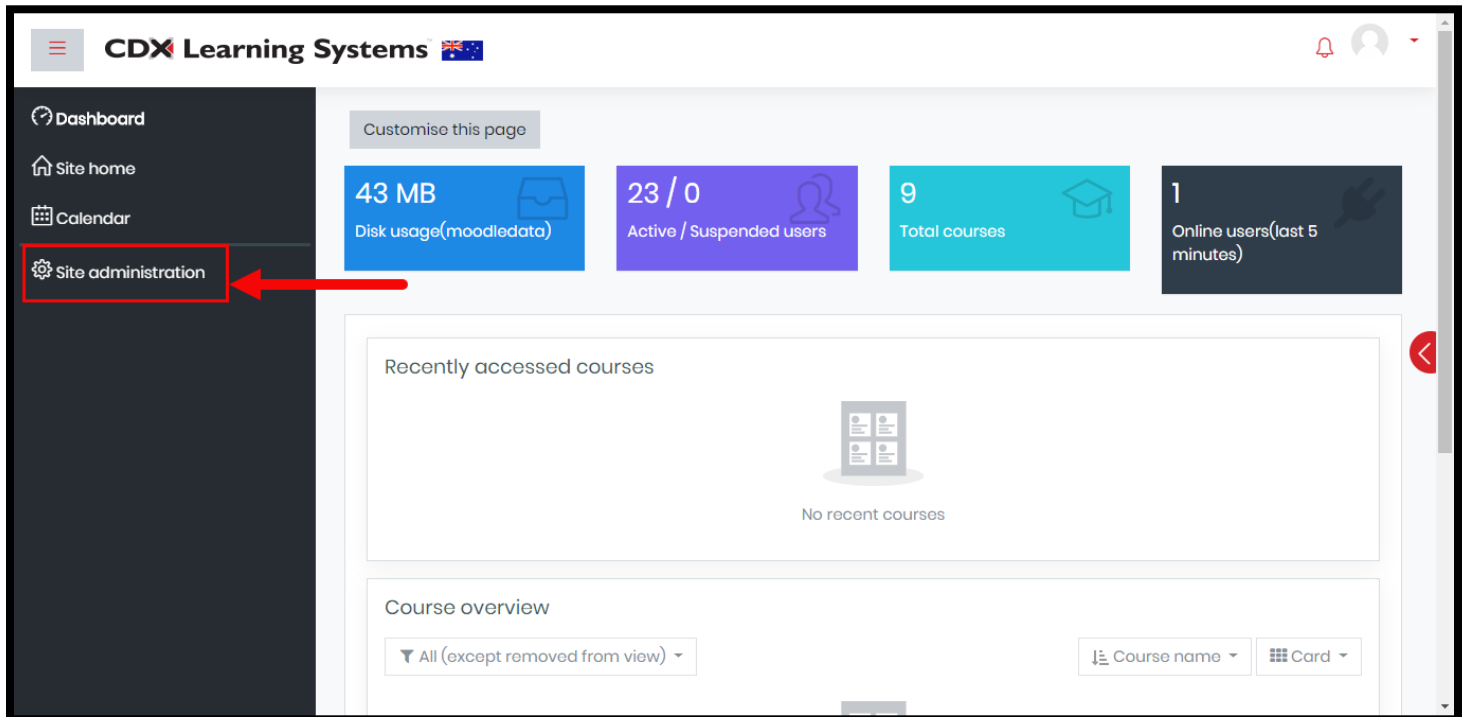 CDX Learning Systems
Dashboard
Site home
Calendar
Site administration
Customise this page
43 MB
Disk usage(moodledata)
23 / 0
Active / Suspended users
9
Total courses
1
Online users(last 5
minutes)
Recently accessed courses
No recent courses
Course overview
All (except removed from view)
Course name
Card